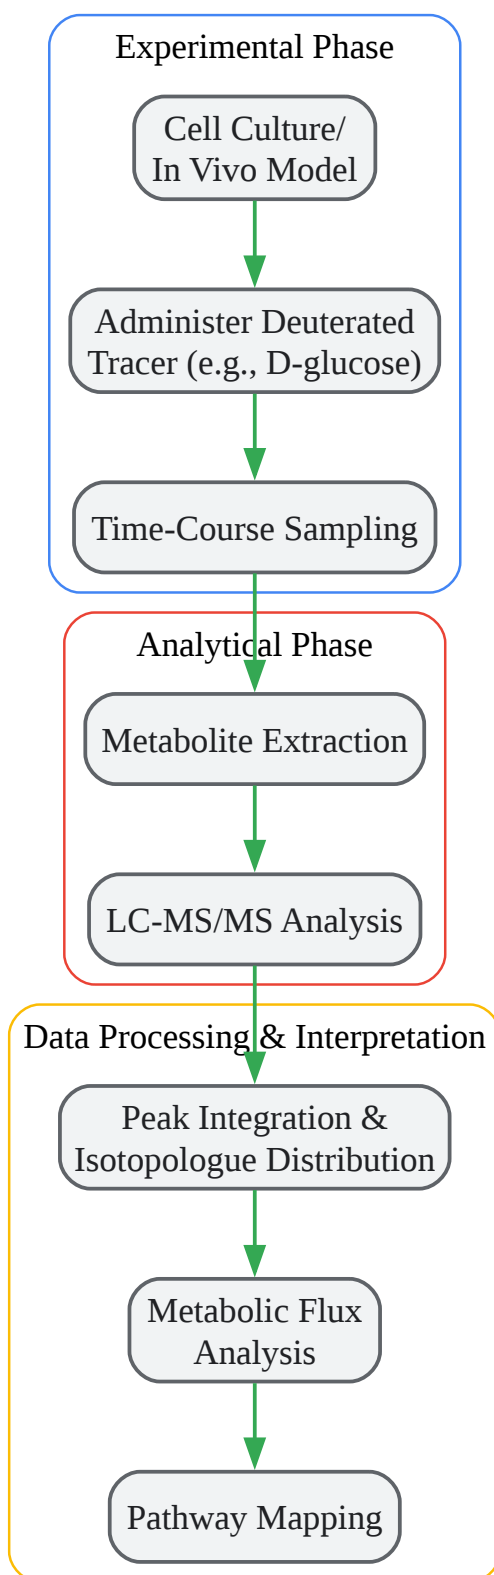 Experimental Phase
Cell Culture/
In Vivo Model
Administer Deuterated
Tracer (e.g., D-glucose)
Time-Course Sampling
Analytical Phase
Metabolite Extraction
LC-MS/MS Analysis
Data Processing & Interpretation
Peak Integration &
Isotopologue Distribution
Metabolic Flux
Analysis
Pathway Mapping